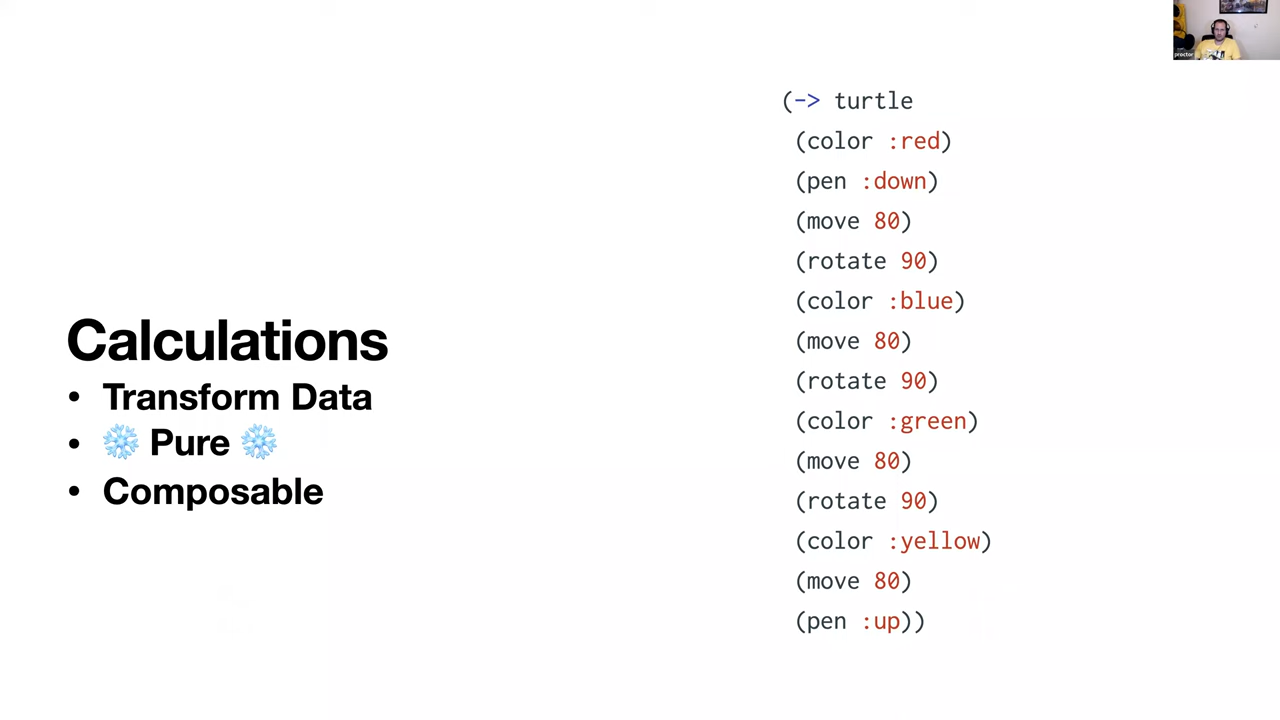 Calculations
• Transform Data
• ❄️ Pure ❄️
• Composable
(-> turtle
(color :red)
(pen :down)
(move 80)
(rotate 90)
(color :blue)
(move 80)
(rotate 90)
(color :green)
(move 80)
(rotate 90)
(color :yellow)
(move 80)
(pen :up))
proctor